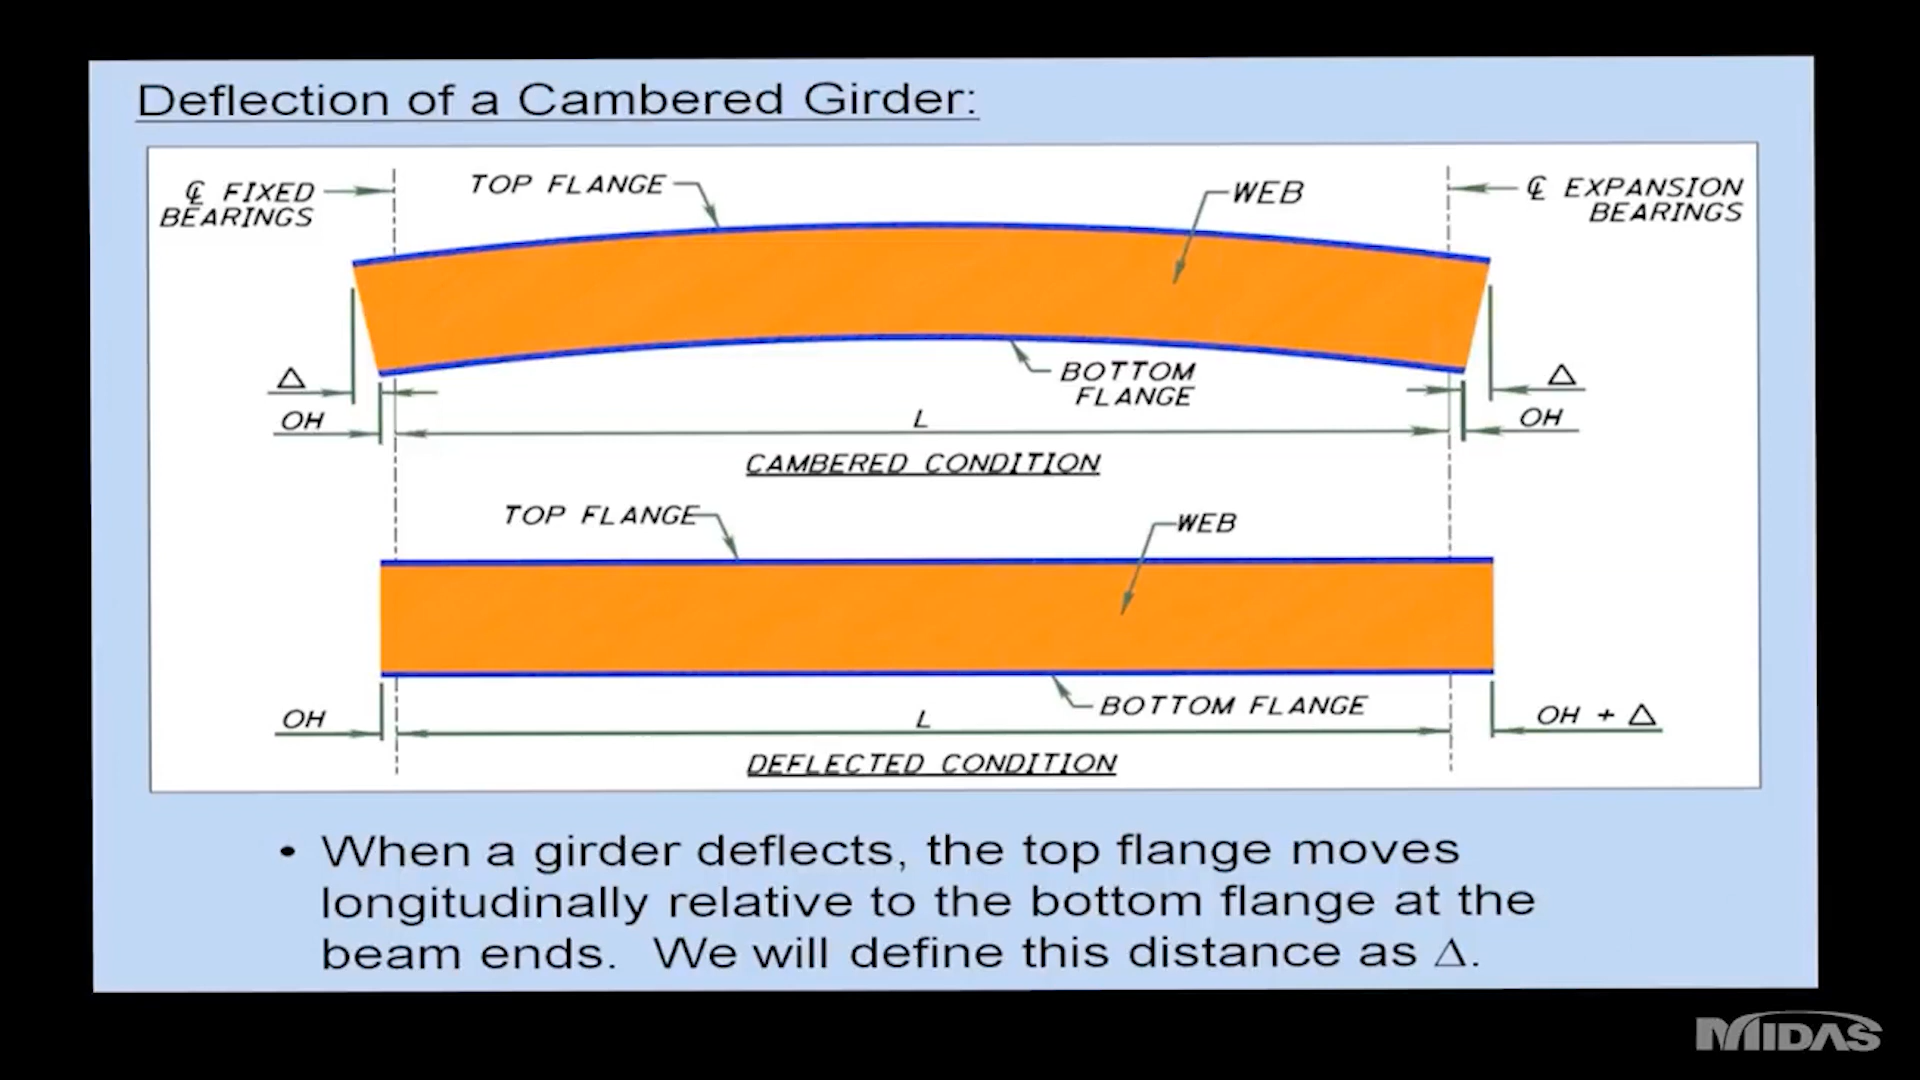 Deflection of a Cambered Girder:
℄ FIXED
BEARINGS
TOP FLANGE
WEB
℄ EXPANSION
BEARINGS
Δ
OH
BOTTOM
FLANGE
L
Δ
OH
CAMBERED CONDITION
TOP FLANGE
WEB
OH
L
BOTTOM FLANGE
OH + Δ
DEFLECTED CONDITION
• When a girder deflects, the top flange moves
longitudinally relative to the bottom flange at the
beam ends. We will define this distance as Δ.
MIDAS